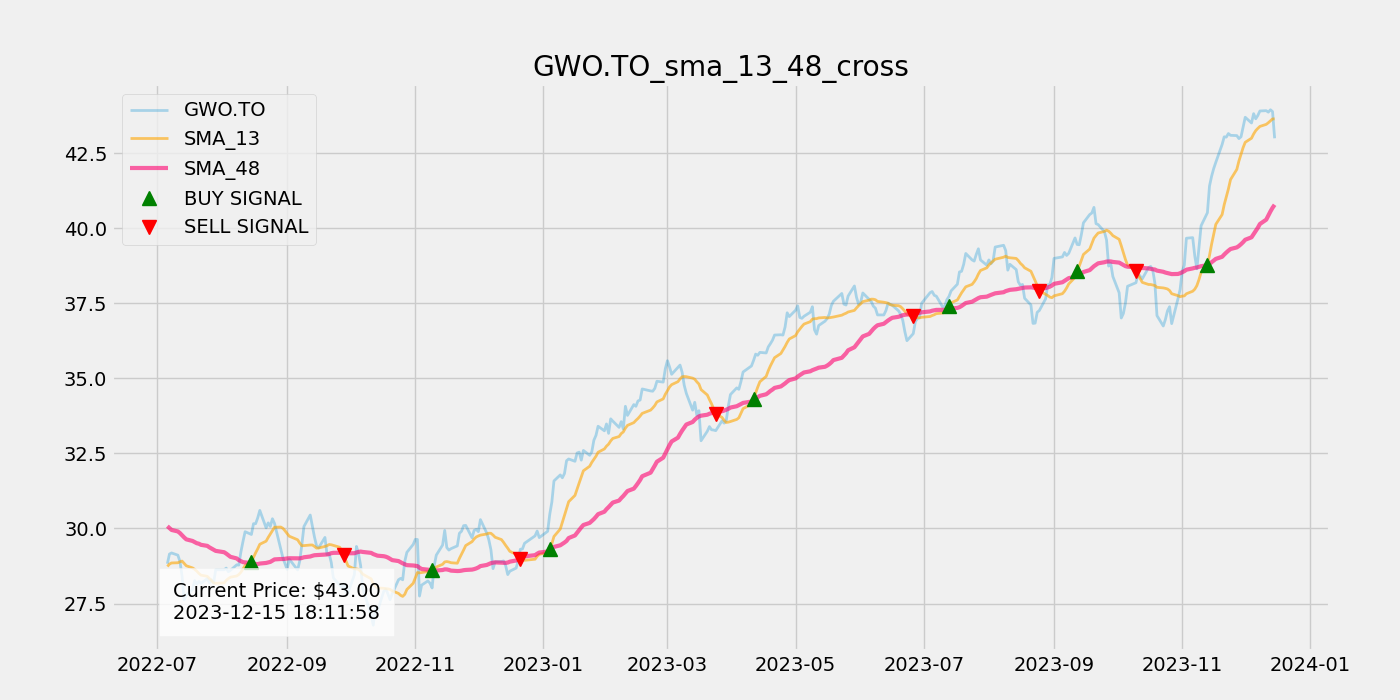 GWO.TO_sma_13_48_cross
GWO.TO
SMA_13
SMA_48
BUY SIGNAL
SELL SIGNAL
42.5
40.0
37.5
35.0
32.5
30.0
27.5
Current Price: $43.00
2023-12-15 18:11:58
2022-07 2022-09 2022-11 2023-01 2023-03 2023-05 2023-07 2023-09 2023-11 2024-01